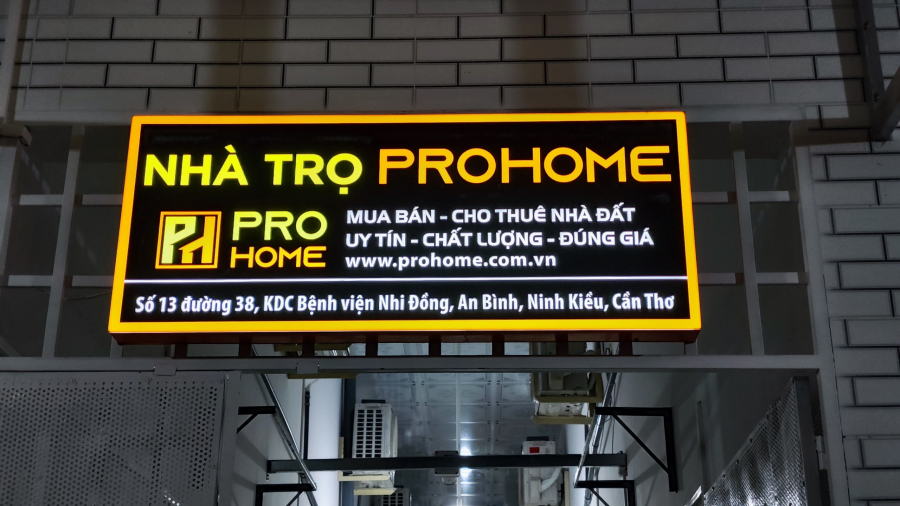 NHÀ TRỌ PROHOME
PH
PRO
HOME
MUA BÁN - CHO THUÊ NHÀ ĐẤT
UY TÍN - CHẤT LƯỢNG - ĐÚNG GIÁ
www.prohome.com.vn
Số 13 đường 38, KDC Bệnh viện Nhi Đồng, An Bình, Ninh Kiều, Cần Thơ